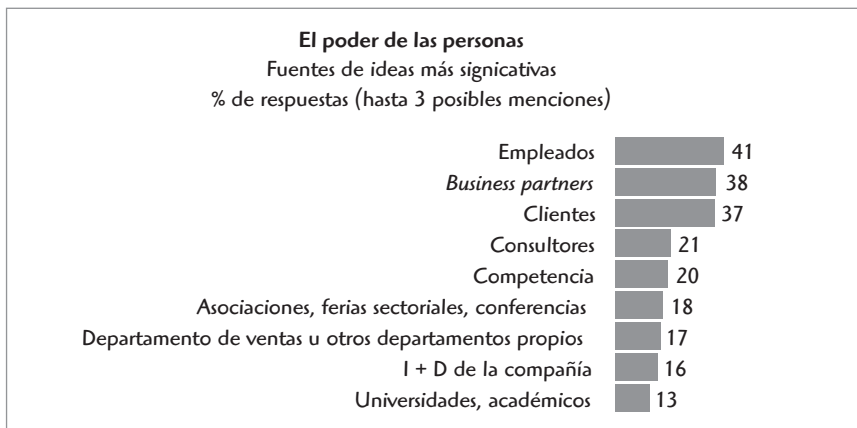 El poder de las personas
Fuentes de ideas más signicativas
% de respuestas (hasta 3 posibles menciones)
Empleados 41
Business partners 38
Clientes 37
Consultores 21
Competencia 20
Asociaciones, ferias sectoriales, conferencias 18
Departamento de ventas u otros departamentos propios 17
I + D de la compañía 16
Universidades, académicos 13